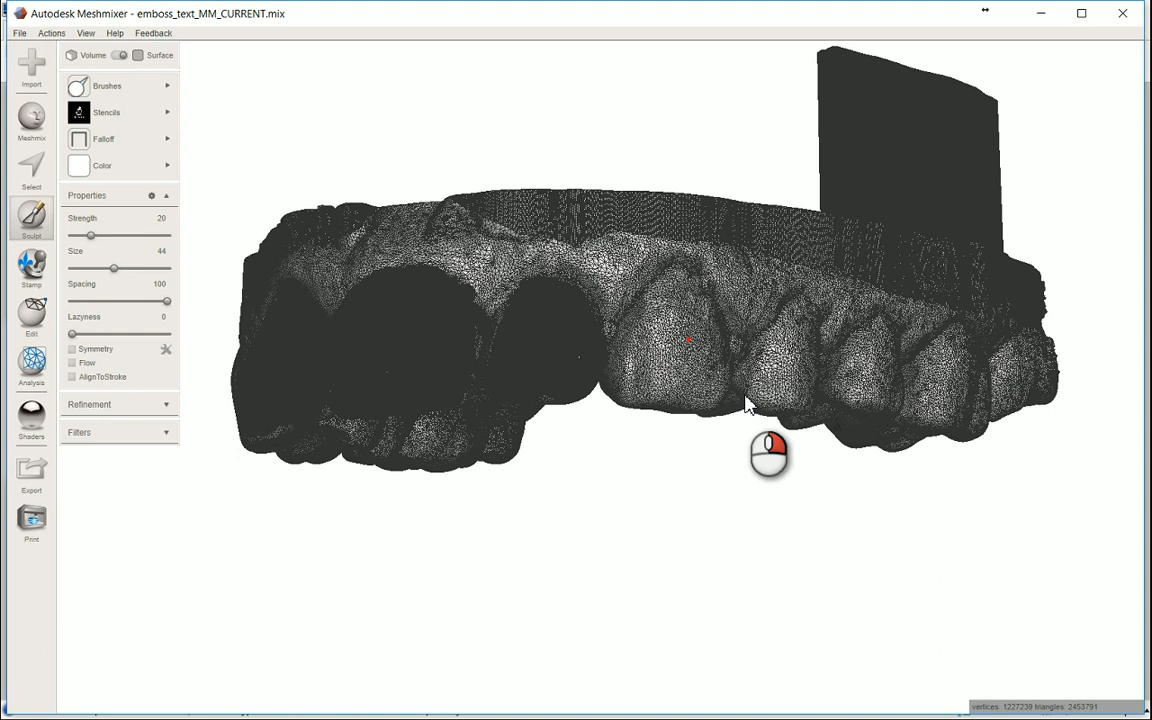 Autodesk Meshmixer - emboss_text_MM_CURRENT.mix
File Actions View Help Feedback
Import
Meshmix
Select
Sculpt
Stamp
Edit
Analysis
Shaders
Export
Print
Volume Surface
Brushes
Stencils
Falloff
Color
Properties
Strength 20
Size 44
Spacing 100
Lazyness 0
Symmetry
Flow
AlignToStroke
Refinement
Filters
vertices: 1227239 triangles: 2453791